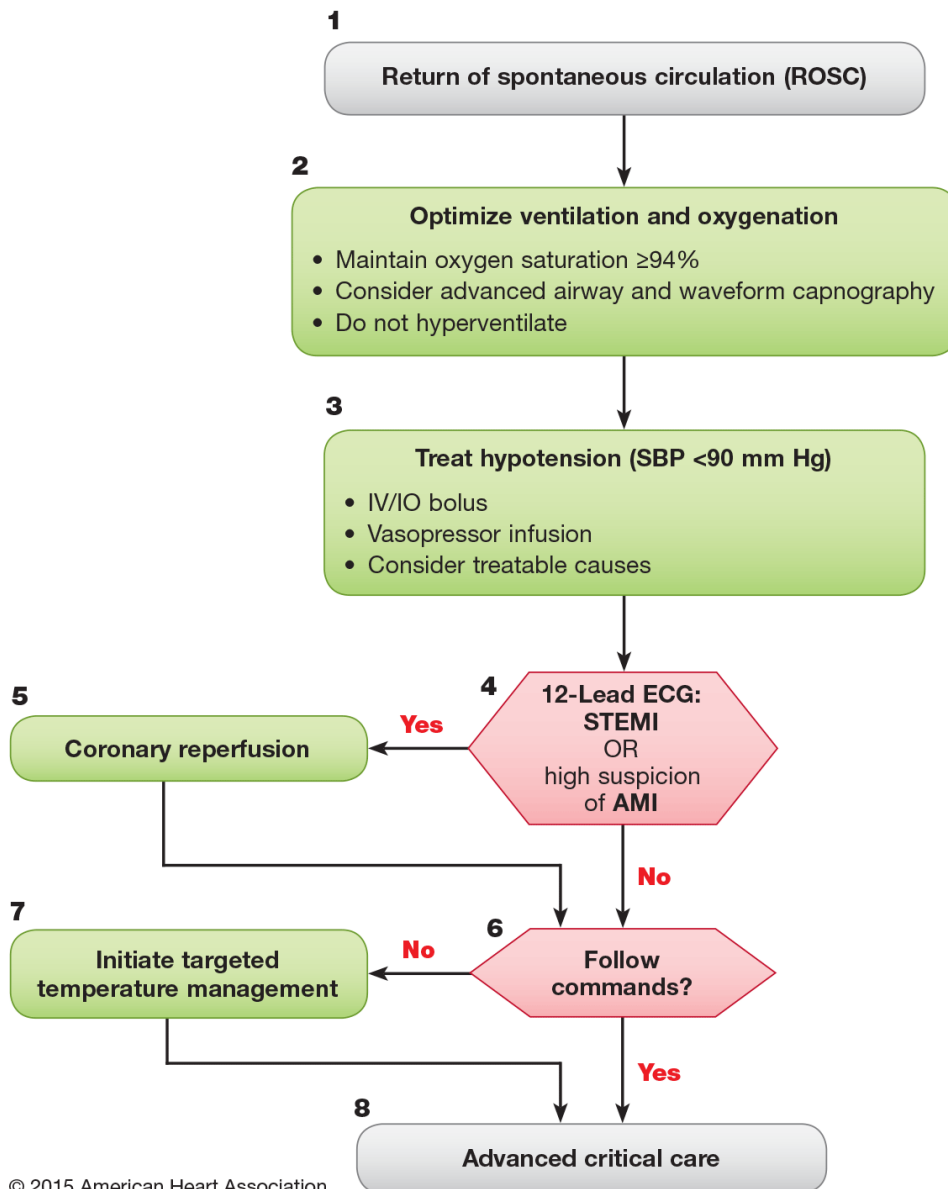 1
Return of spontaneous circulation (ROSC)
2
Optimize ventilation and oxygenation
• Maintain oxygen saturation ≥94%
• Consider advanced airway and waveform capnography
• Do not hyperventilate
3
Treat hypotension (SBP <90 mm Hg)
• IV/IO bolus
• Vasopressor infusion
• Consider treatable causes
4
12-Lead ECG:
STEMI
OR
high suspicion
of AMI
Yes
5
Coronary reperfusion
No
6
Follow
commands?
No
7
Initiate targeted
temperature management
Yes
8
Advanced critical care
© 2015 American Heart Association